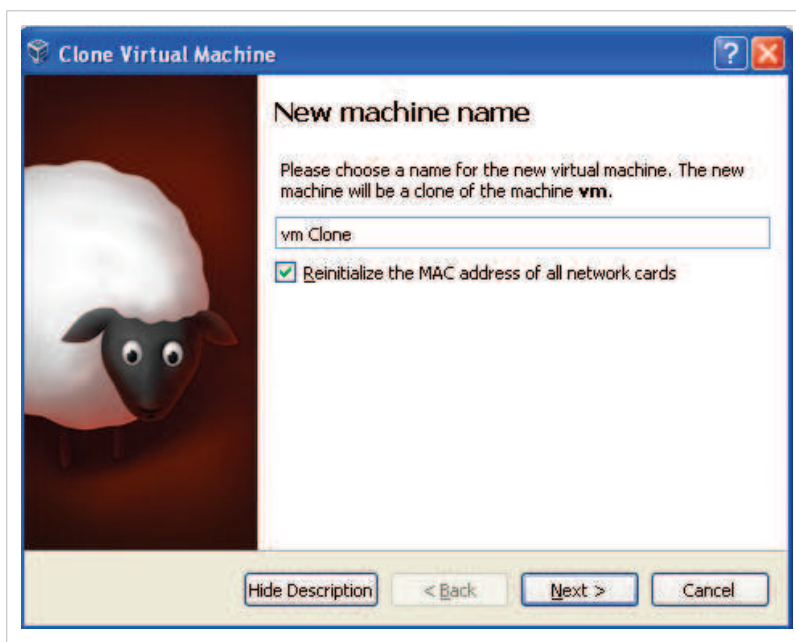 Clone Virtual Machine
New machine name
Please choose a name for the new virtual machine. The new
machine will be a clone of the machine vm.
vm Clone
Reinitialize the MAC address of all network cards
Hide Description
< Back
Next >
Cancel